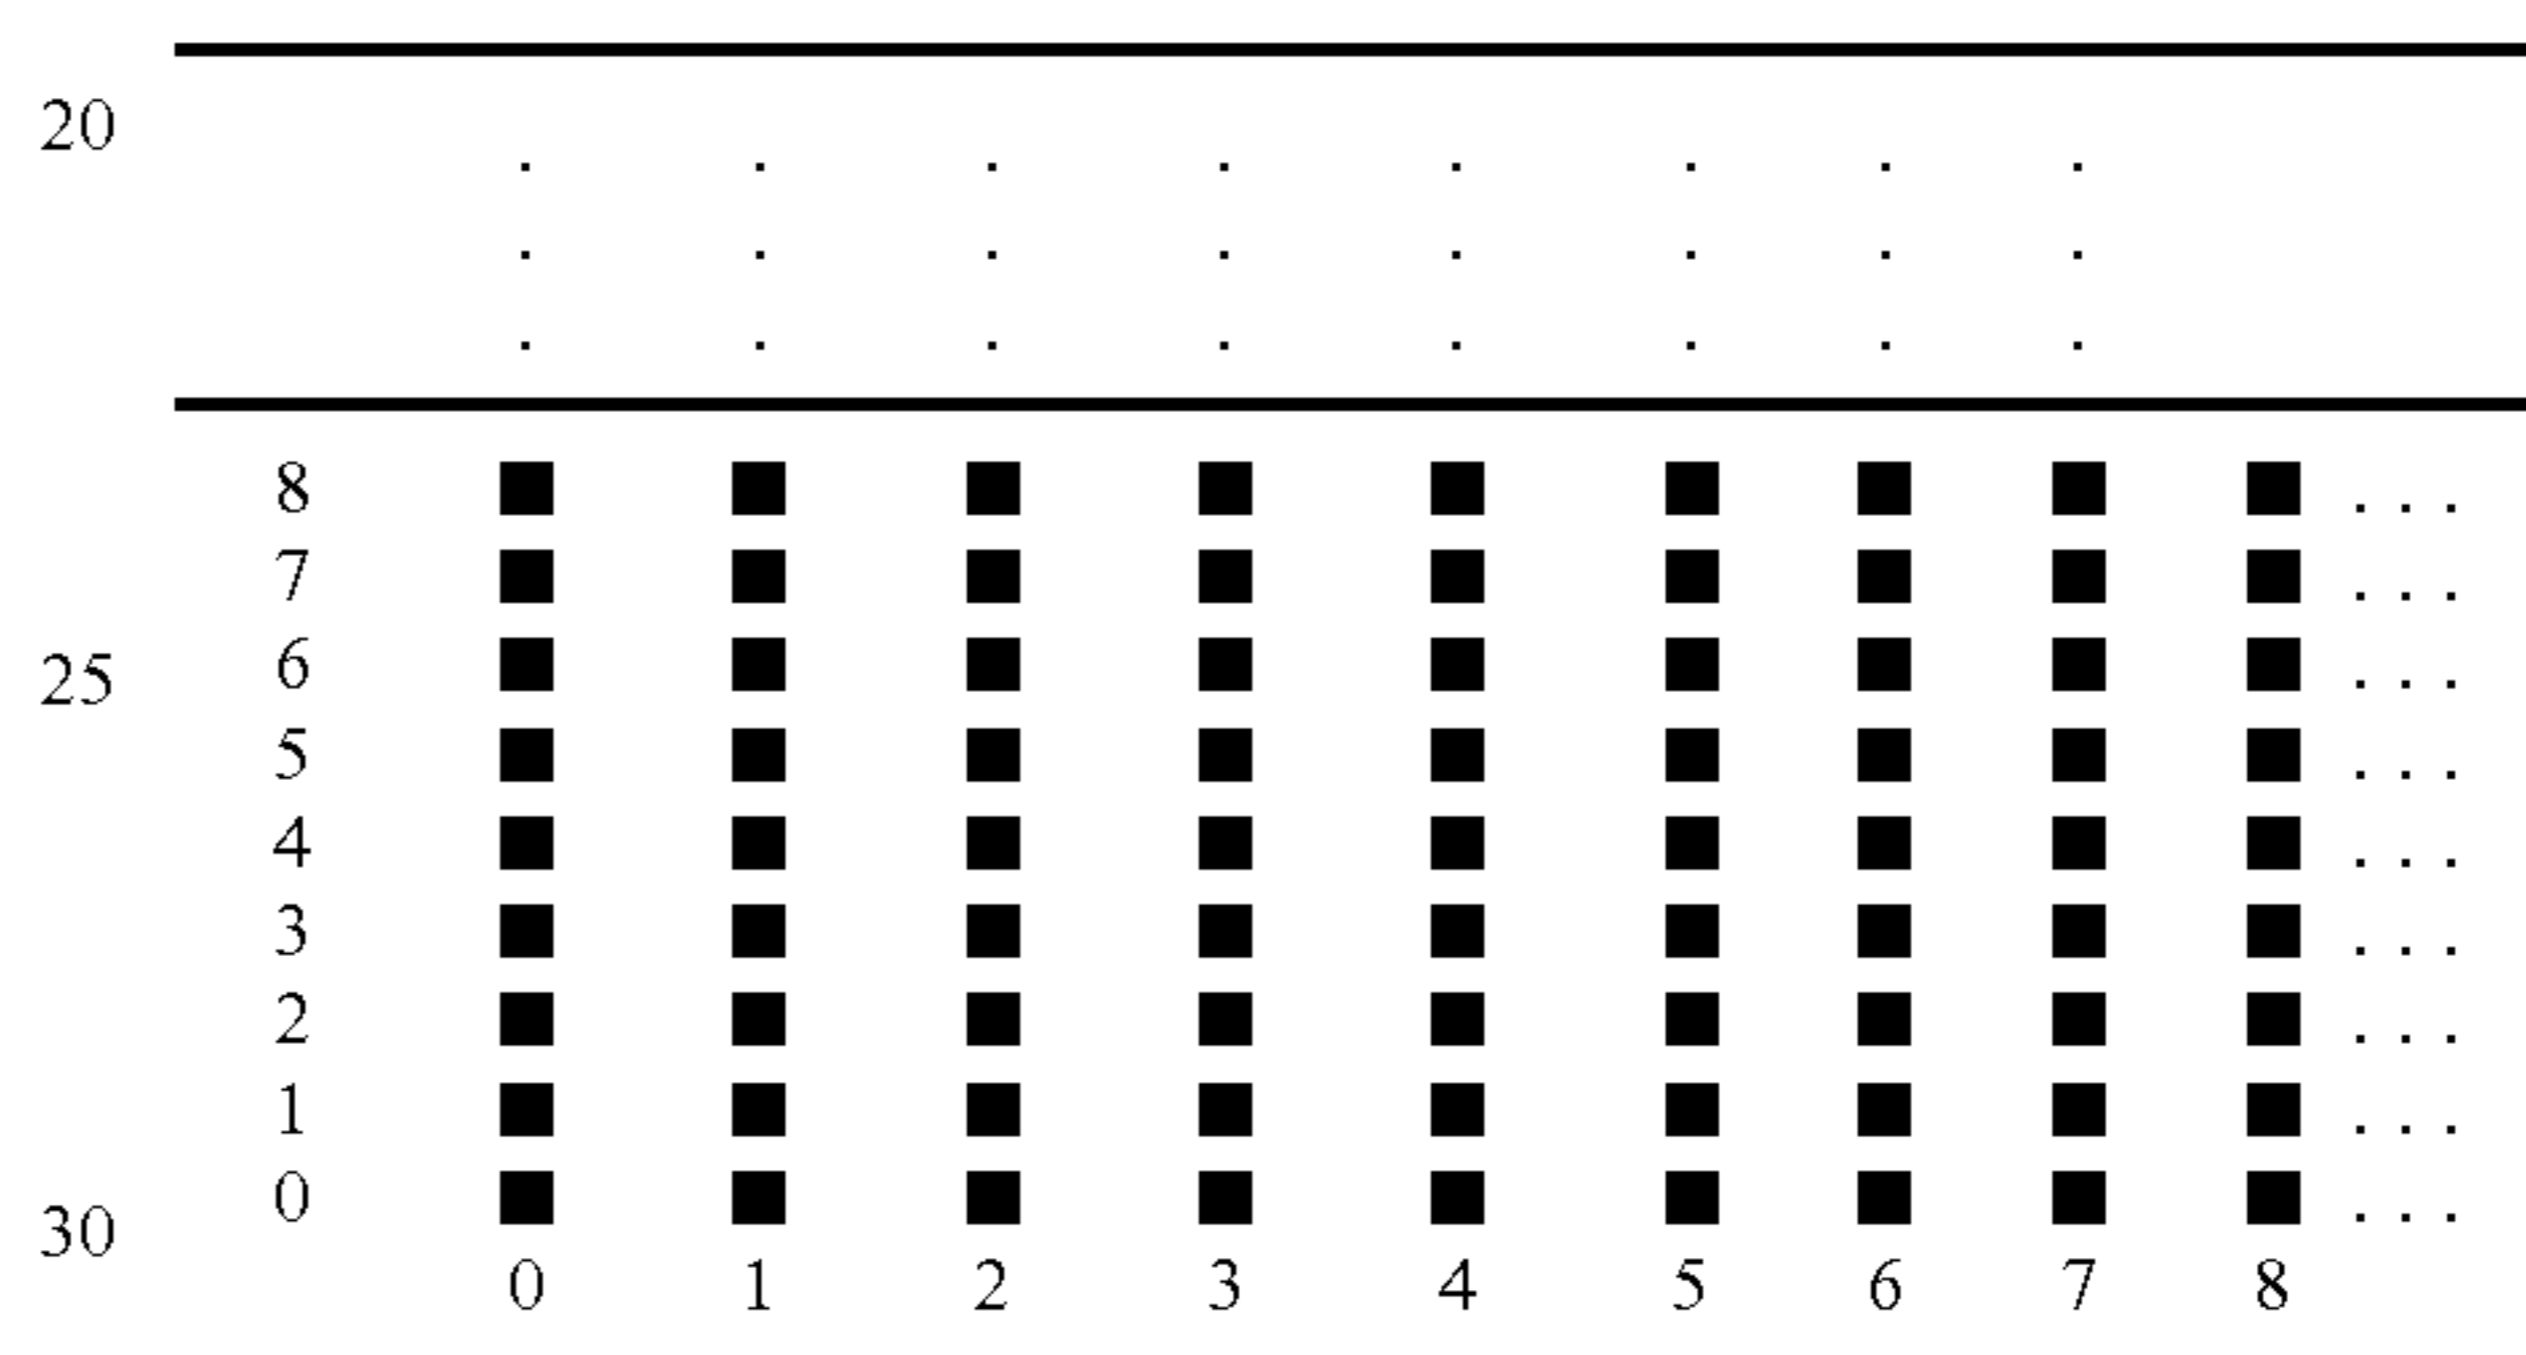 20
. . . . . . . .
. . . . . . . .
. . . . . . . .
8 ■ ■ ■ ■ ■ ■ ■ ■ ■ . . .
7 ■ ■ ■ ■ ■ ■ ■ ■ ■ . . .
25
6 ■ ■ ■ ■ ■ ■ ■ ■ ■ . . .
5 ■ ■ ■ ■ ■ ■ ■ ■ ■ . . .
4 ■ ■ ■ ■ ■ ■ ■ ■ ■ . . .
3 ■ ■ ■ ■ ■ ■ ■ ■ ■ . . .
2 ■ ■ ■ ■ ■ ■ ■ ■ ■ . . .
1 ■ ■ ■ ■ ■ ■ ■ ■ ■ . . .
0 ■ ■ ■ ■ ■ ■ ■ ■ ■ . . .
30
0 1 2 3 4 5 6 7 8